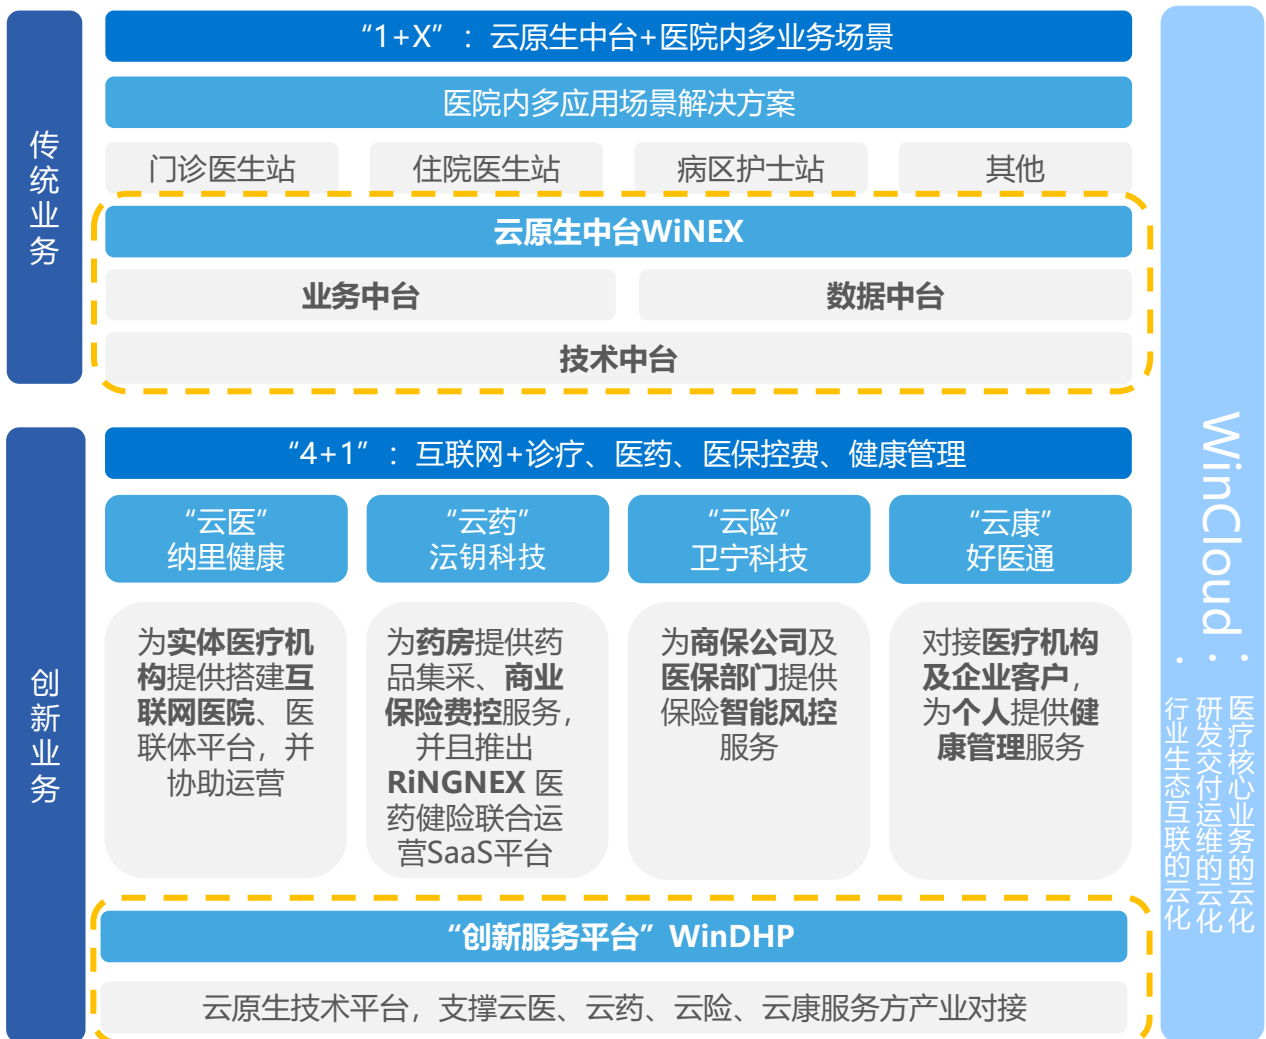 传统业务
“1+X”：云原生中台+医院内多业务场景
医院内多应用场景解决方案
门诊医生站
住院医生站
病区护士站
其他
云原生中台WiNEX
业务中台
数据中台
技术中台
创新业务
“4+1”：互联网+诊疗、医药、医保控费、健康管理
“云医”
纳里健康
“云药”
沄钥科技
“云险”
卫宁科技
“云康”
好医通
为实体医疗机
构提供搭建互
联网医院、医
联体平台，并
协助运营
为药房提供药
品集采、商业
保险费控服务，
并且推出
RiNGNEX 医
药健险联合运
营SaaS平台
为商保公司及
医保部门提供
保险智能风控
服务
对接医疗机构
及企业客户，
为个人提供健
康管理服务
“创新服务平台”WinDHP
云原生技术平台，支撑云医、云药、云险、云康服务方产业对接
WinCloud：
医疗核心业务的云化
研发交付运维的云化
行业生态互联的云化